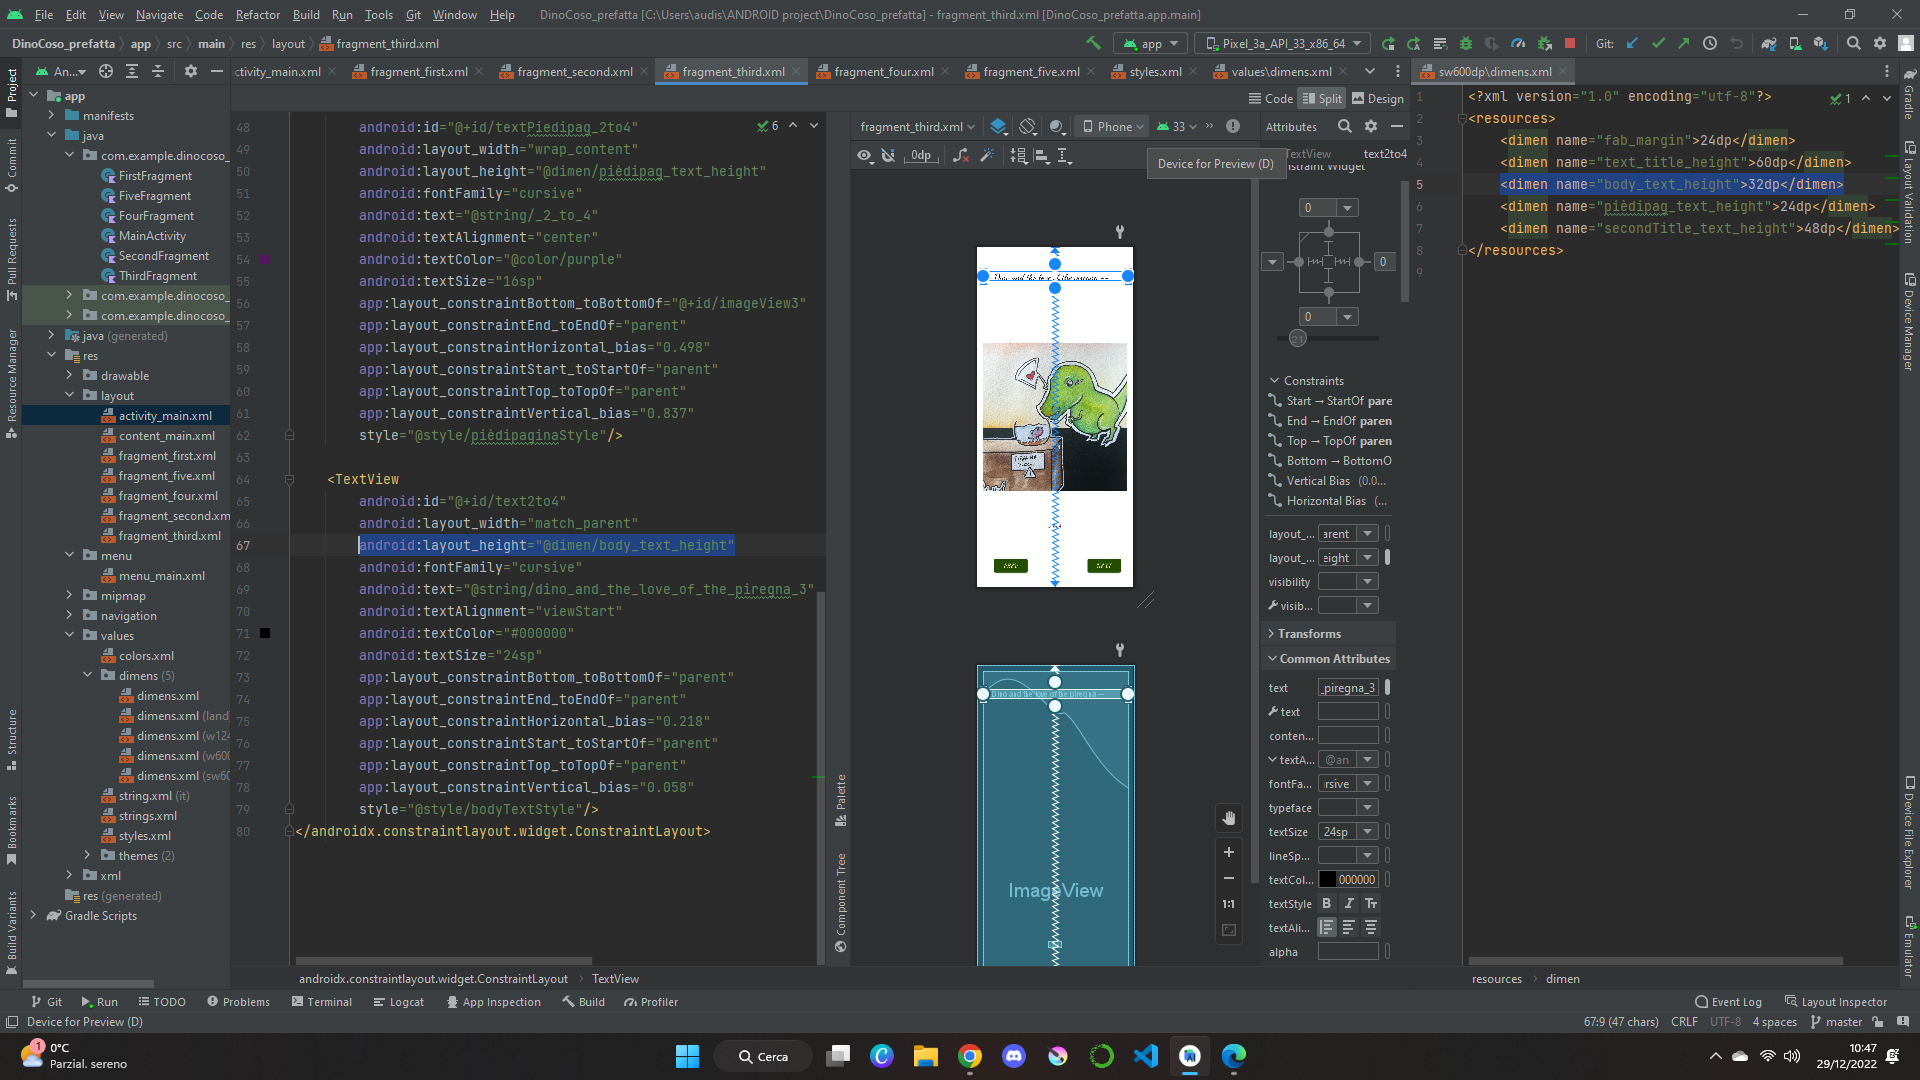 File Edit View Navigate Code Refactor Build Run Tools Git Window Help DinoCoso_prefatta [C:\Users\audis\ANDROID project\DinoCoso_prefatta] - fragment_third.xml [DinoCoso_prefatta.app.main]
DinoCoso_prefatta app src main res layout fragment_third.xml
app Pixel_3a_API_33_x86_64 Git:
Project
Commit
Pull Requests
Resource Manager
Structure
Bookmarks
Build Variants
An...
app
manifests
java
com.example.dinocoso_
FirstFragment
FiveFragment
FourFragment
MainActivity
SecondFragment
ThirdFragment
com.example.dinocoso_
com.example.dinocoso_
java (generated)
res
drawable
layout
activity_main.xml
content_main.xml
fragment_first.xml
fragment_five.xml
fragment_four.xml
fragment_second.xm
fragment_third.xml
menu
menu_main.xml
mipmap
navigation
values
colors.xml
dimens (5)
dimens.xml
dimens.xml (land
dimens.xml (w124
dimens.xml (w600
dimens.xml (sw60
string.xml (it)
strings.xml
styles.xml
themes (2)
xml
res (generated)
Gradle Scripts
ctivity_main.xml fragment_first.xml fragment_second.xml fragment_third.xml fragment_four.xml fragment_five.xml styles.xml values\dimens.xml
Code Split Design
6
48 android:id="@+id/textPiedipag_2to4"
49 android:layout_width="wrap_content"
50 android:layout_height="@dimen/pièdipag_text_height"
51 android:fontFamily="cursive"
52 android:text="@string/_2_to_4"
53 android:textAlignment="center"
54 android:textColor="@color/purple"
55 android:textSize="16sp"
56 app:layout_constraintBottom_toBottomOf="@+id/imageView3"
57 app:layout_constraintEnd_toEndOf="parent"
58 app:layout_constraintHorizontal_bias="0.498"
59 app:layout_constraintStart_toStartOf="parent"
60 app:layout_constraintTop_toTopOf="parent"
61 app:layout_constraintVertical_bias="0.837"
62 style="@style/pièdipaginaStyle"/>
63
64 <TextView
65 android:id="@+id/text2to4"
66 android:layout_width="match_parent"
67 android:layout_height="@dimen/body_text_height"
68 android:fontFamily="cursive"
69 android:text="@string/dino_and_the_love_of_the_piregna_3"
70 android:textAlignment="viewStart"
71 android:textColor="#000000"
72 android:textSize="24sp"
73 app:layout_constraintBottom_toBottomOf="parent"
74 app:layout_constraintEnd_toEndOf="parent"
75 app:layout_constraintHorizontal_bias="0.218"
76 app:layout_constraintStart_toStartOf="parent"
77 app:layout_constraintTop_toTopOf="parent"
78 app:layout_constraintVertical_bias="0.058"
79 style="@style/bodyTextStyle"/>
80 </androidx.constraintlayout.widget.ConstraintLayout>
androidx.constraintlayout.widget.ConstraintLayout TextView
fragment_third.xml Phone 33
0dp
Device for Preview (D)
Dino and the love of the piregna —
ImageView
Palette
Component Tree
1:1
Attributes
TextView text2to4
nstraint Widget
0
0
0
21
Constraints
Start → StartOf pare
End → EndOf paren
Top → TopOf paren
Bottom → BottomO
Vertical Bias (0.0...
Horizontal Bias (...
layout_... arent
layout_... eight
visibility
visib...
Transforms
Common Attributes
text _piregna_3
text
conten...
textA... @an
fontFa... ursive
typeface
textSize 24sp
lineSp...
textCol... 000000
textStyle B I Tr
textAli...
alpha
sw600dp\dimens.xml
1
1 <?xml version="1.0" encoding="utf-8"?>
2 <resources>
3 <dimen name="fab_margin">24dp</dimen>
4 <dimen name="text_title_height">60dp</dimen>
5 <dimen name="body_text_height">32dp</dimen>
6 <dimen name="pièdipag_text_height">24dp</dimen>
7 <dimen name="secondTitle_text_height">48dp</dimen>
8 </resources>
9
resources dimen
Gradle
Layout Validation
Device Manager
Device File Explorer
Emulator
Git Run TODO Problems Terminal Logcat App Inspection Build Profiler Event Log Layout Inspector
Device for Preview (D) 67:9 (47 chars) CRLF UTF-8 4 spaces master
1
0°C
Parzial. sereno
Cerca
10:47
29/12/2022